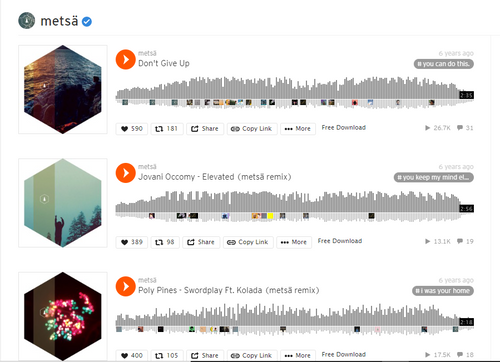 metsä
metsä
6 years ago
Don't Give Up
# you can do this.
2:35
590
181
Share
Copy Link
More
Free Download
26.7K
31
metsä
6 years ago
Jovani Occomy - Elevated (metsä remix)
# you keep my mind el...
2:56
389
98
Share
Copy Link
More
Free Download
13.1K
19
metsä
6 years ago
Poly Pines - Swordplay Ft. Kolada (metsä remix)
# i was your home
2:18
400
105
Share
Copy Link
More
Free Download
17.5K
18